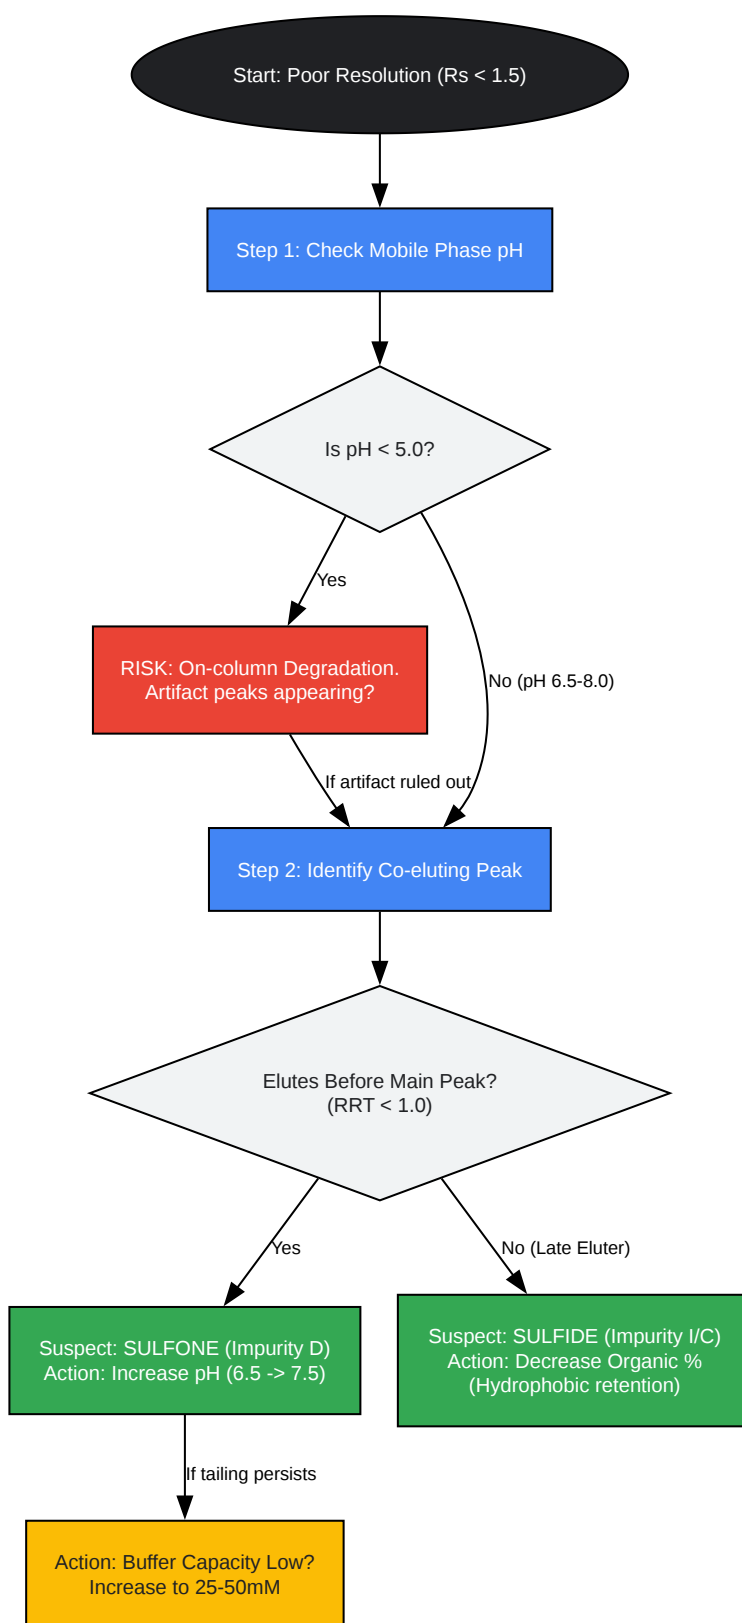 Start: Poor Resolution (Rs < 1.5)
Step 1: Check Mobile Phase pH
Is pH < 5.0?
Yes
RISK: On-column Degradation.
Artifact peaks appearing?
No (pH 6.5-8.0)
If artifact ruled out
Step 2: Identify Co-eluting Peak
Elutes Before Main Peak?
(RRT < 1.0)
Yes
No (Late Eluter)
Suspect: SULFONE (Impurity D)
Action: Increase pH (6.5 -> 7.5)
Suspect: SULFIDE (Impurity I/C)
Action: Decrease Organic %
(Hydrophobic retention)
If tailing persists
Action: Buffer Capacity Low?
Increase to 25-50mM